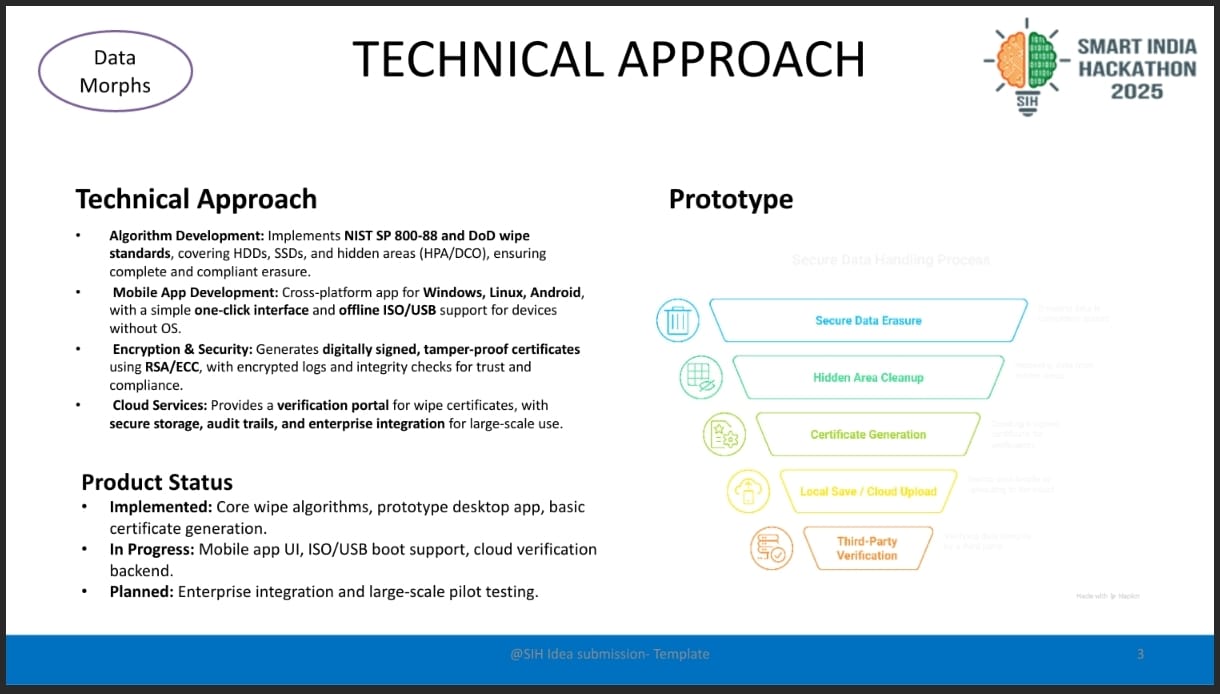 Data
Morphs
TECHNICAL APPROACH
SMART INDIA
HACKATHON
2025
SIH
Technical Approach
• Algorithm Development: Implements NIST SP 800-88 and DoD wipe
standards, covering HDDs, SSDs, and hidden areas (HPA/DCO), ensuring
complete and compliant erasure.
• Mobile App Development: Cross-platform app for Windows, Linux, Android,
with a simple one-click interface and offline ISO/USB support for devices
without OS.
• Encryption & Security: Generates digitally signed, tamper-proof certificates
using RSA/ECC, with encrypted logs and integrity checks for trust and
compliance.
• Cloud Services: Provides a verification portal for wipe certificates, with
secure storage, audit trails, and enterprise integration for large-scale use.
Product Status
• Implemented: Core wipe algorithms, prototype desktop app, basic
certificate generation.
• In Progress: Mobile app UI, ISO/USB boot support, cloud verification
backend.
• Planned: Enterprise integration and large-scale pilot testing.
Prototype
Secure Data Handling Process
Secure Data Erasure
Hidden Area Cleanup
Certificate Generation
Local Save / Cloud Upload
Third-Party
Verification
Made with Napkin
@SIH Idea submission- Template
3